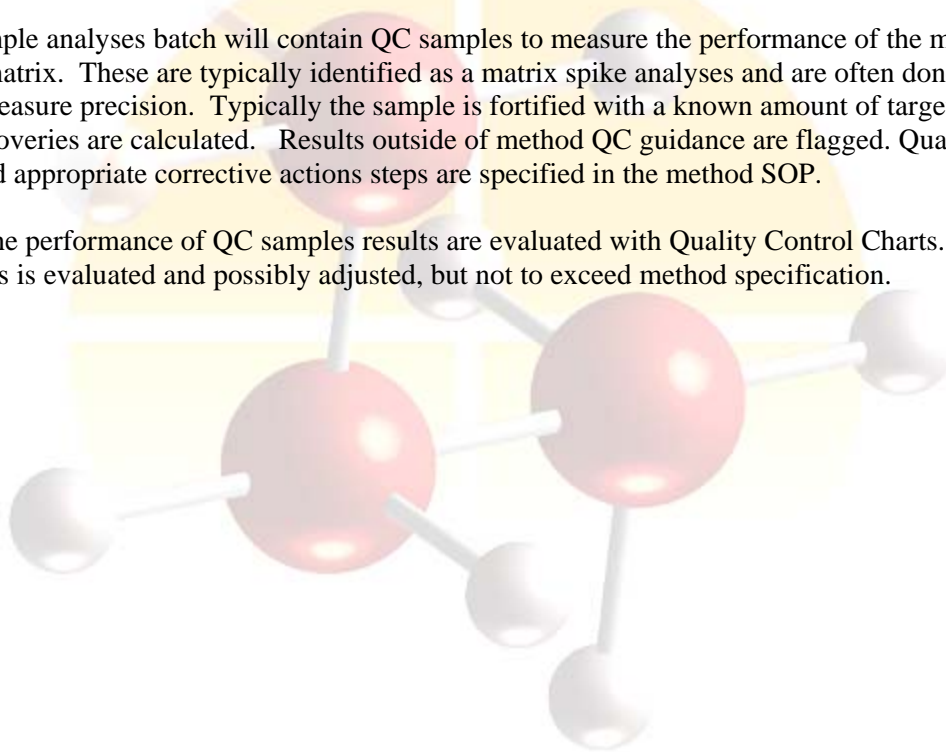 nple analyses batch will contain QC samples to measure the performance of the m
natrix.  These are typically identified as a matrix spike analyses and are often don
easure precision.  Typically the sample is fortified with a known amount of targe
overies are calculated.   Results outside of method QC guidance are flagged. Qua
d appropriate corrective actions steps are specified in the method SOP.
ne performance of QC samples results are evaluated with Quality Control Charts.
s is evaluated and possibly adjusted, but not to exceed method specification.